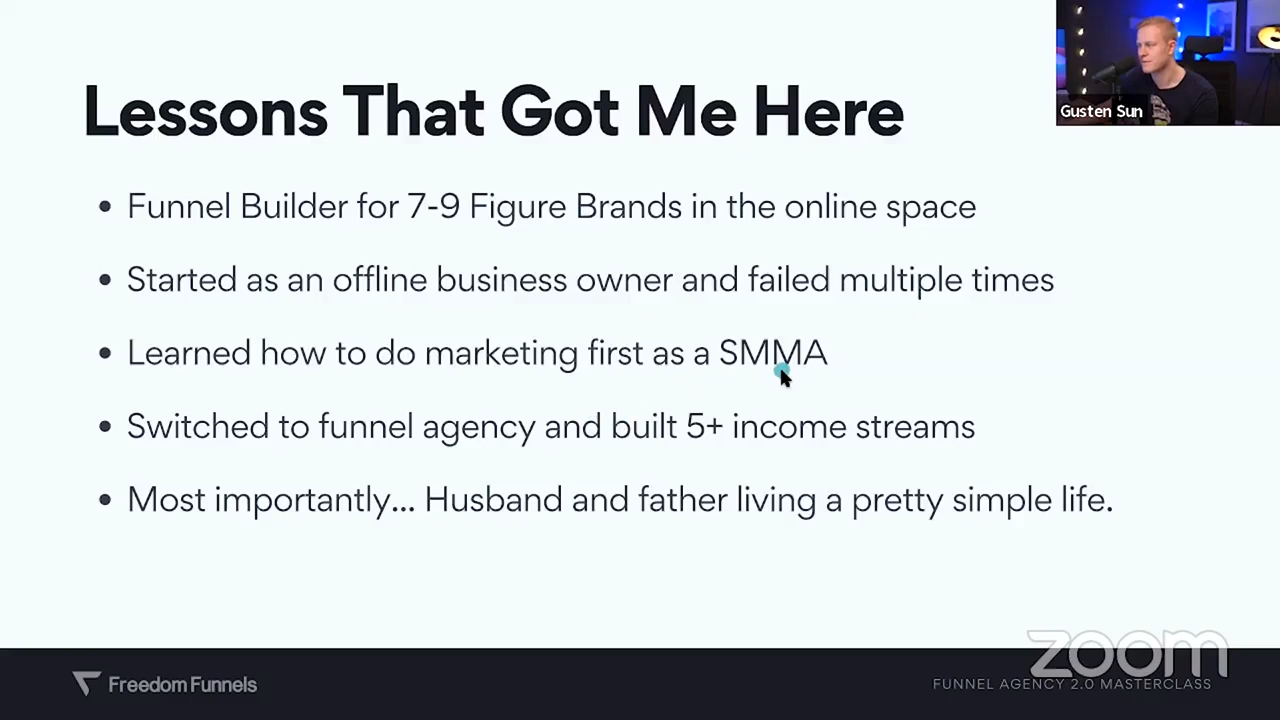 Lessons That Got Me Here
Gusten Sun
• Funnel Builder for 7-9 Figure Brands in the online space
• Started as an offline business owner and failed multiple times
• Learned how to do marketing first as a SMMA
• Switched to funnel agency and built 5+ income streams
• Most importantly... Husband and father living a pretty simple life.
zoom
Freedom Funnels
FUNNEL AGENCY 2.0 MASTERCLASS